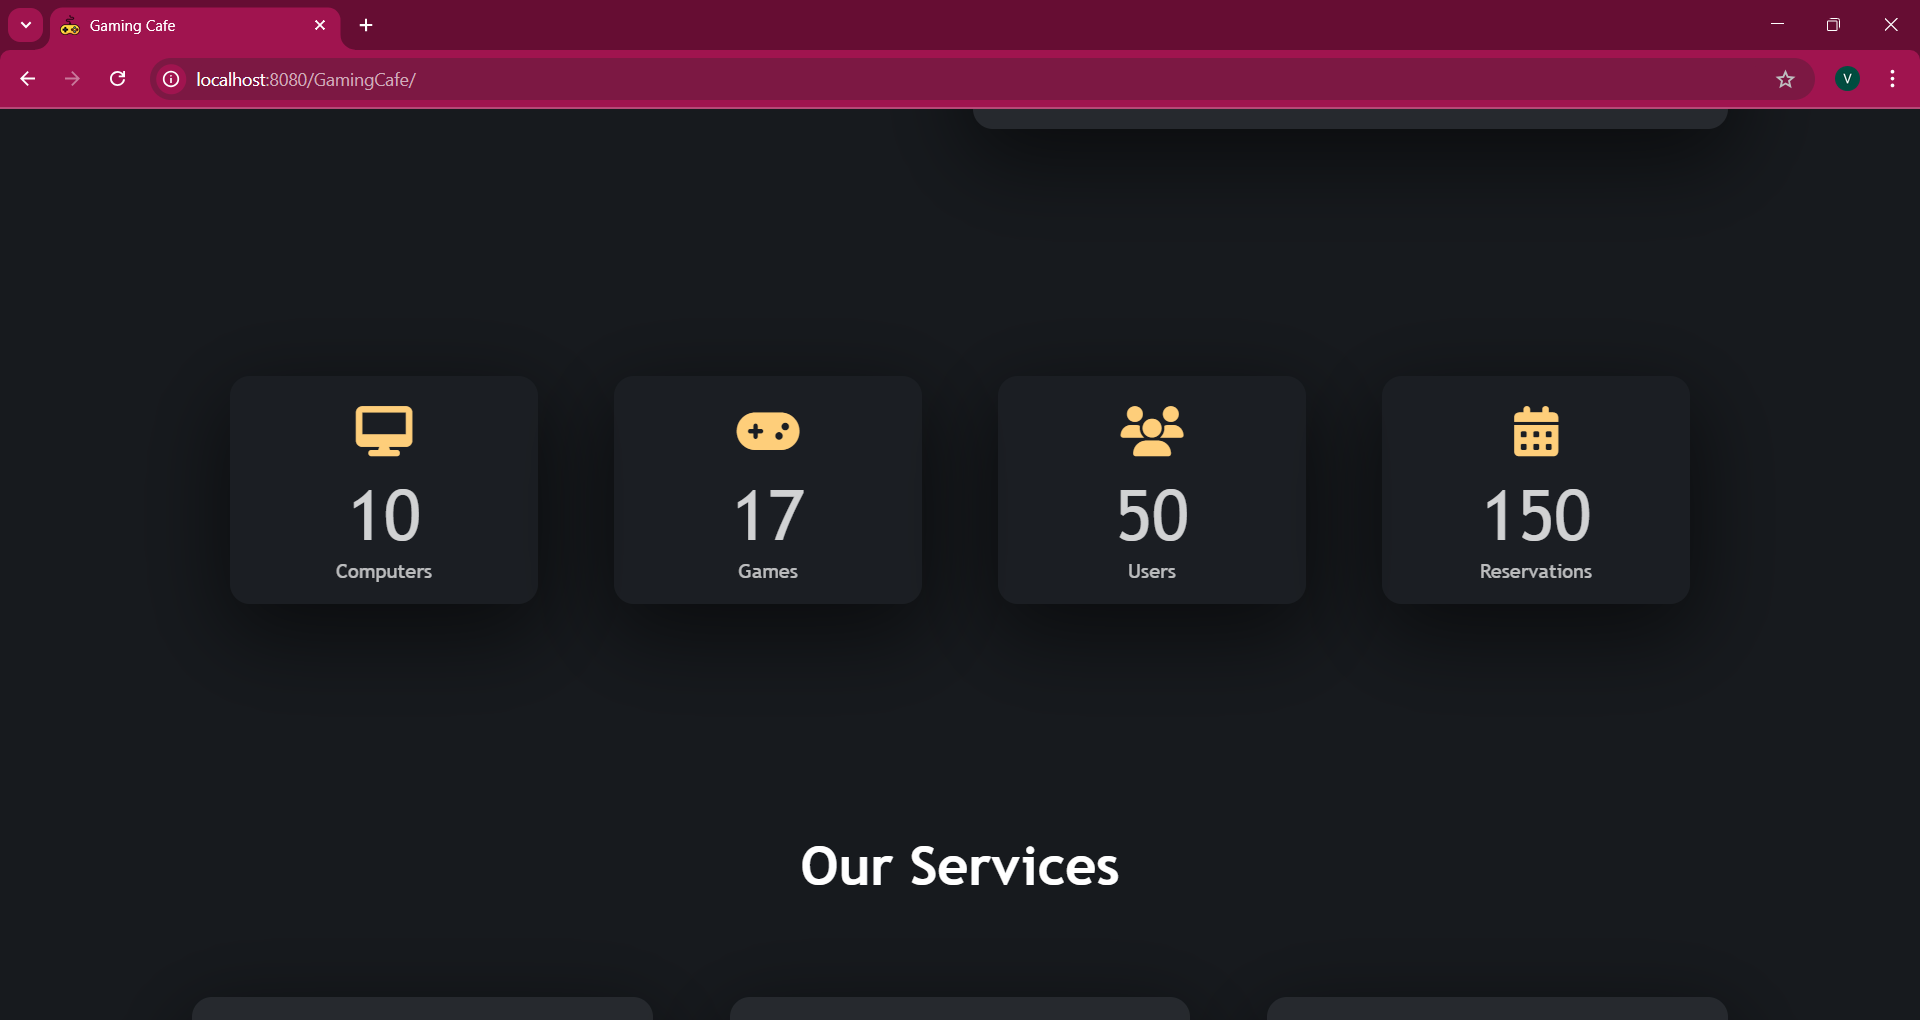 Gaming Cafe
localhost:8080/GamingCafe/
V
10
Computers
17
Games
50
Users
150
Reservations
Our Services